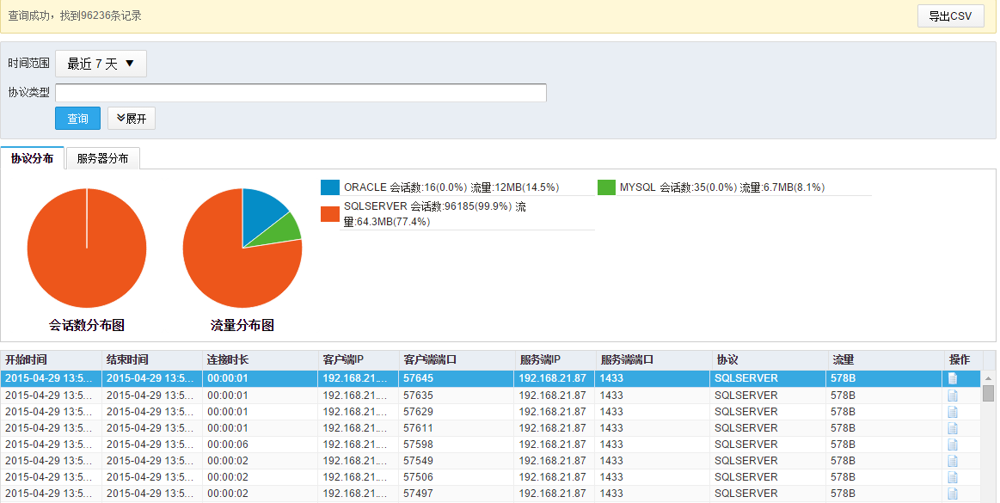 查询成功，找到96236条记录
导出CSV
时间范围 最近 7 天
协议类型
查询 展开
协议分布 服务器分布
ORACLE 会话数:16(0.0%) 流量:12MB(14.5%)
MYSQL 会话数:35(0.0%) 流量:6.7MB(8.1%)
SQLSERVER 会话数:96185(99.9%) 流
量:64.3MB(77.4%)
会话数分布图 流量分布图
开始时间 结束时间 连接时长 客户端IP 客户端端口 服务端IP 服务端端口 协议 流量 操作
2015-04-29 13:5... 2015-04-29 13:5... 00:00:01 192.168.21.... 57645 192.168.21.87 1433 SQLSERVER 578B
2015-04-29 13:5... 2015-04-29 13:5... 00:00:01 192.168.21.... 57635 192.168.21.87 1433 SQLSERVER 578B
2015-04-29 13:5... 2015-04-29 13:5... 00:00:01 192.168.21.... 57629 192.168.21.87 1433 SQLSERVER 578B
2015-04-29 13:5... 2015-04-29 13:5... 00:00:01 192.168.21.... 57611 192.168.21.87 1433 SQLSERVER 578B
2015-04-29 13:5... 2015-04-29 13:5... 00:00:06 192.168.21.... 57598 192.168.21.87 1433 SQLSERVER 578B
2015-04-29 13:5... 2015-04-29 13:5... 00:00:02 192.168.21.... 57549 192.168.21.87 1433 SQLSERVER 578B
2015-04-29 13:5... 2015-04-29 13:5... 00:00:02 192.168.21.... 57506 192.168.21.87 1433 SQLSERVER 578B
2015-04-29 13:5... 2015-04-29 13:5... 00:00:02 192.168.21.... 57497 192.168.21.87 1433 SQLSERVER 578B